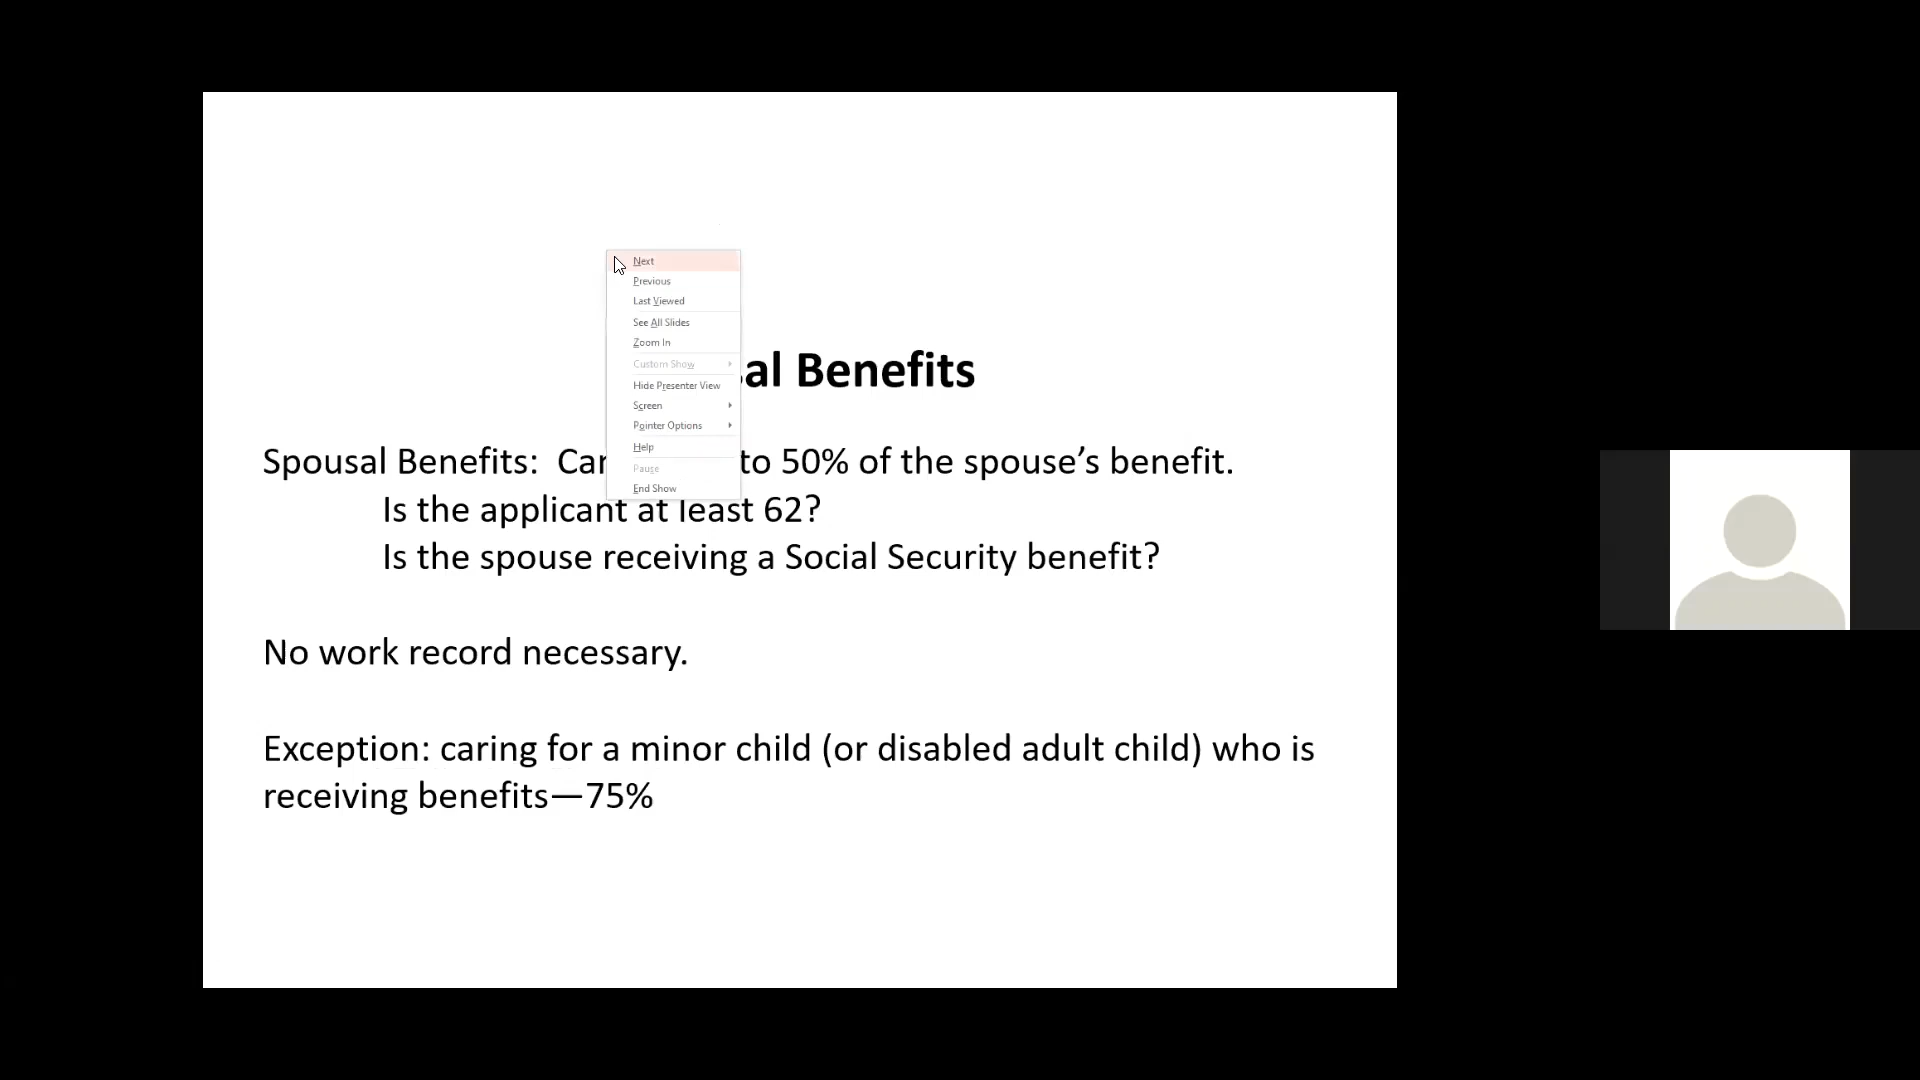 Next
Previous
Last Viewed
See All Slides
Zoom In
Custom Show
Hide Presenter View
Screen
Pointer Options
Help
Pause
End Show
al Benefits
Spousal Benefits: Can to 50% of the spouse’s benefit.
Is the applicant at least 62?
Is the spouse receiving a Social Security benefit?
No work record necessary.
Exception: caring for a minor child (or disabled adult child) who is
receiving benefits—75%